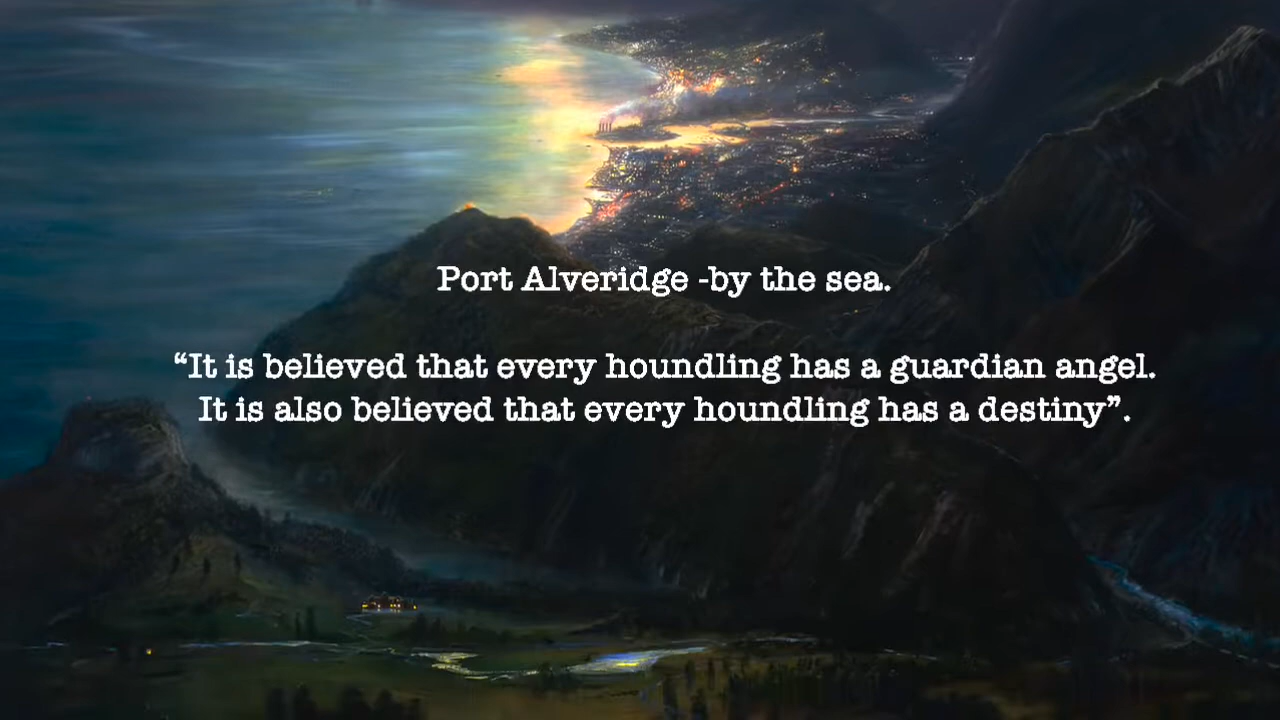 Port Alveridge -by the sea.
“It is believed that every houndling has a guardian angel.
It is also believed that every houndling has a destiny”.